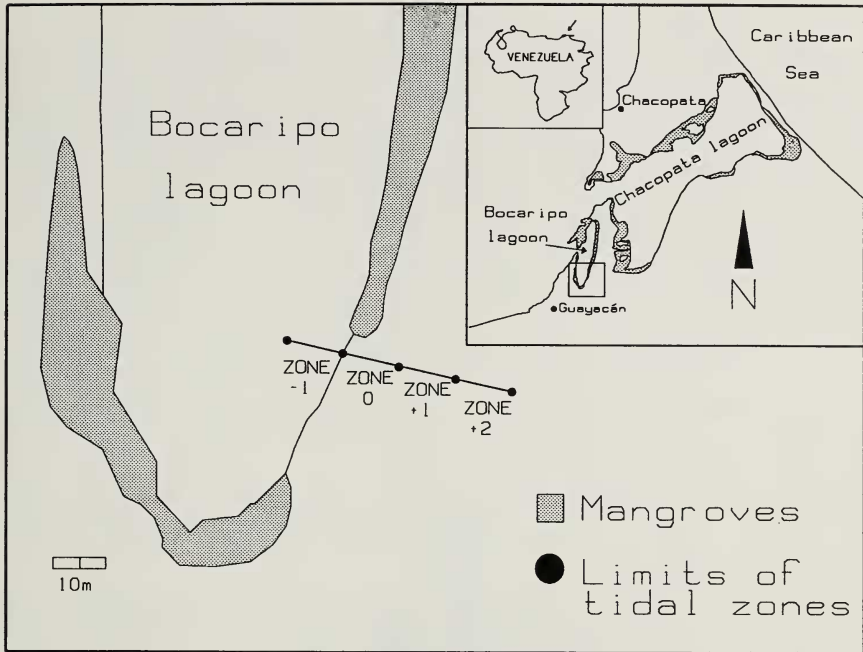 Bocaripo
lagoon
VENEZUELA
Caribbean
Sea
Chacopata
Chacopata lagoon
Bocaripo
lagoon
Guayacán
N
ZONE
-1
ZONE
0
ZONE
+1
ZONE
+2
10m
Mangroves
Limits of
tidal zones